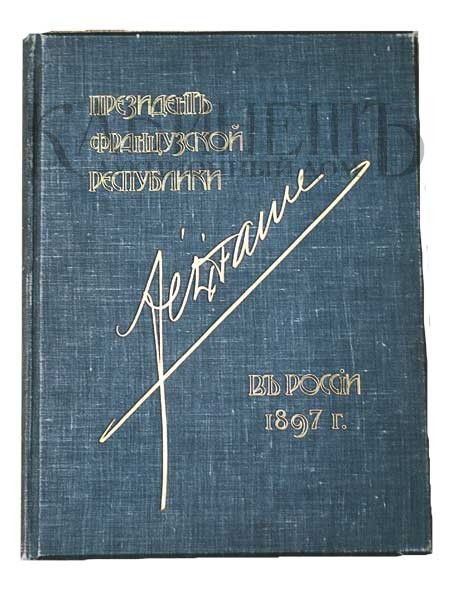 ПРЕЗИДЕНТЪ
ФРАНЦУЗСКОЙ
РЕСПУБЛИКИ
ВЪ РОССІИ
1897 г.